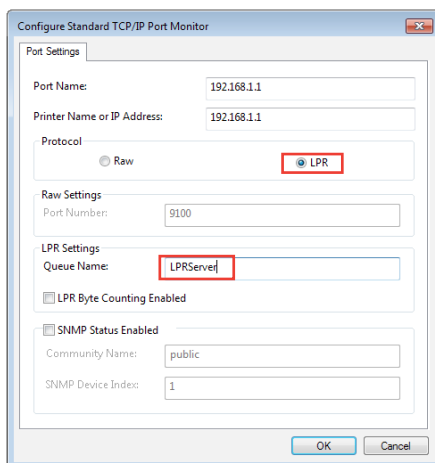 Configure Standard TCP/IP Port Monitor
Port Settings
Port Name: 192.168.1.1
Printer Name or IP Address: 192.168.1.1
Protocol
Raw LPR
Raw Settings
Port Number: 9100
LPR Settings
Queue Name: LPRServer
LPR Byte Counting Enabled
SNMP Status Enabled
Community Name: public
SNMP Device Index: 1
OK Cancel